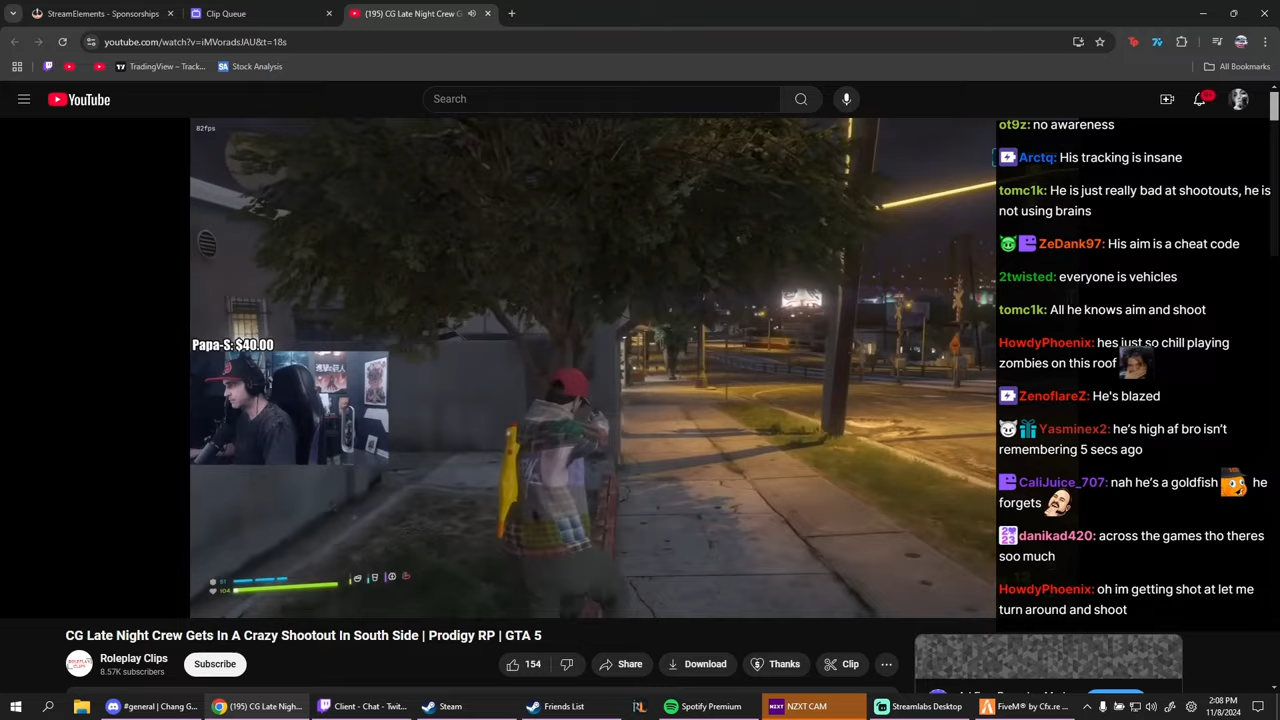 StreamElements - Sponsorships
Clip Queue
(195) CG Late Night Crew G
youtube.com/watch?v=iMVoradsJAU&t=18s
TradingView – Track...
Stock Analysis
All Bookmarks
YouTube
Search
9+
82fps
ot9z: no awareness
Arctq: His tracking is insane
tomc1k: He is just really bad at shootouts, he is
not using brains
ZeDank97: His aim is a cheat code
2twisted: everyone is vehicles
tomc1k: All he knows aim and shoot
HowdyPhoenix: hes just so chill playing
zombies on this roof
ZenoflareZ: He's blazed
Yasminex2: he's high af bro isn't
remembering 5 secs ago
CaliJuice_707: nah he's a goldfish he
forgets
danikad420: across the games tho theres
soo much
HowdyPhoenix: oh im getting shot at let me
turn around and shoot
Papa-S: $40.00
51
104
CG Late Night Crew Gets In A Crazy Shootout In South Side | Prodigy RP | GTA 5
Roleplay Clips
8.57K subscribers
Subscribe
154
Share
Download
Thanks
Clip
#general | Chang G...
(195) CG Late Nigh...
Client - Chat - Twit...
Steam
Friends List
Spotify Premium
NZXT CAM
Streamlabs Desktop
FiveM® by Cfx.re ...
2:08 PM
11/8/2024